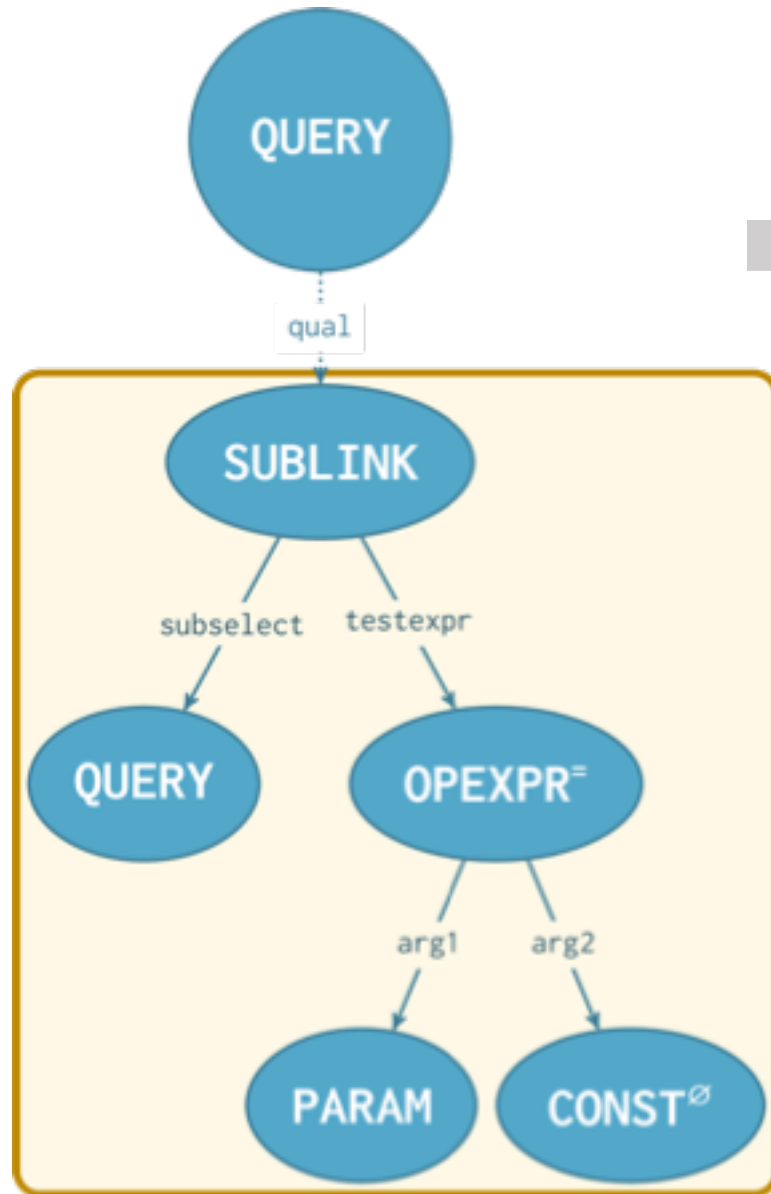 QUERY
qual
SUBLINK
subselect testexpr
QUERY OPEXPR⁼
arg1 arg2
PARAM CONST∅